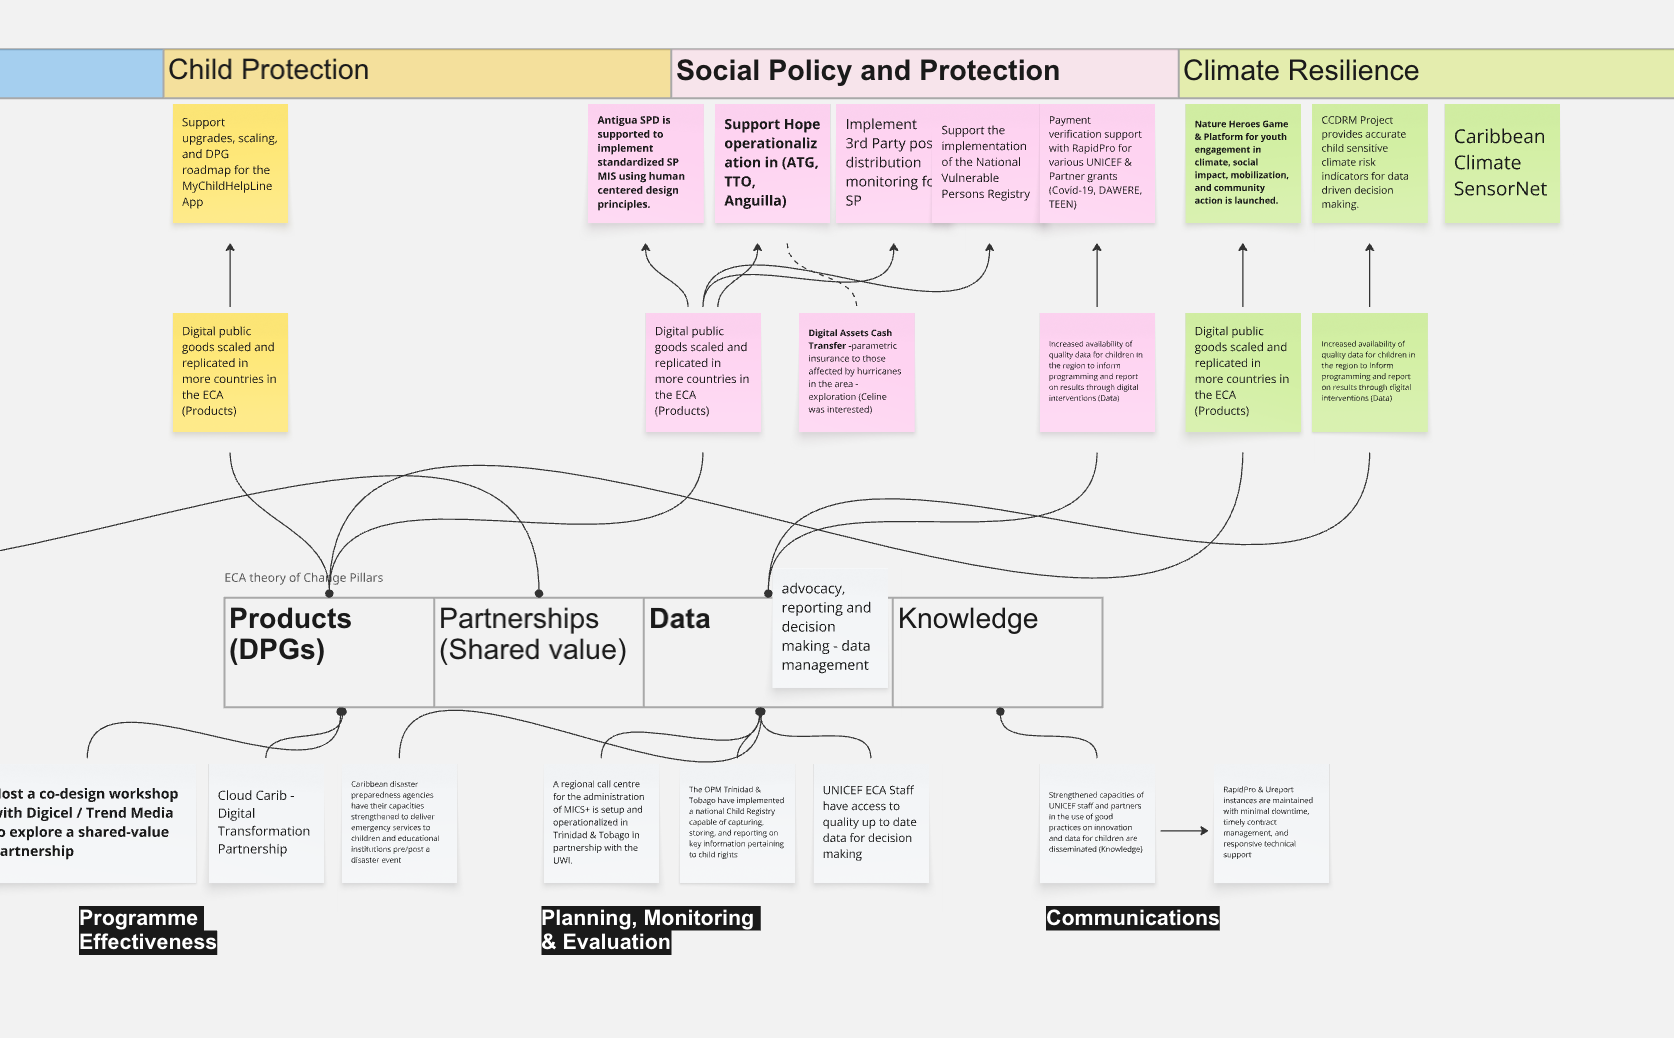 Child Protection
Social Policy and Protection
Climate Resilience
Support
upgrades, scaling,
and DPG
roadmap for the
MyChildHelpLine
App
Antigua SPD is
supported to
implement
standardized SP
MIS using human
centered design
principles.
Support Hope
operationaliz
ation in (ATG,
TTO,
Anguilla)
Implement
3rd Party pos
distribution
monitoring fo
SP
Support the
implementation
of the National
Vulnerable
Persons Registry
Payment
verification support
with RapidPro for
various UNICEF &
Partner grants
(Covid-19, DAWERE,
TEEN)
Nature Heroes Game
& Platform for youth
engagement in
climate, social
impact, mobilization,
and community
action is launched.
CCDRM Project
provides accurate
child sensitive
climate risk
indicators for data
driven decision
making.
Caribbean
Climate
SensorNet
Digital public
goods scaled and
replicated in
more countries in
the ECA
(Products)
Digital public
goods scaled and
replicated in
more countries in
the ECA
(Products)
Digital Assets Cash
Transfer -parametric
insurance to those
affected by hurricanes
in the area -
exploration (Celine
was interested)
Increased availability of
quality data for children in
the region to inform
programming and report
on results through digital
interventions (Data)
Digital public
goods scaled and
replicated in
more countries in
the ECA
(Products)
Increased availability of
quality data for children in
the region to inform
programming and report
on results through digital
interventions (Data)
ECA theory of Change Pillars
Products
(DPGs)
Partnerships
(Shared value)
Data
advocacy,
reporting and
decision
making - data
management
Knowledge
ost a co-design workshop
ith Digicel / Trend Media
o explore a shared-value
artnership
Cloud Carib -
Digital
Transformation
Partnership
Caribbean disaster
preparedness agencies
have their capacities
strengthened to deliver
emergency services to
children and educational
institutions pre/post a
disaster event
A regional call centre
for the administration
of MICS+ is setup and
operationalized in
Trinidad & Tobago in
partnership with the
UWI.
The OPM Trinidad &
Tobago have implemented
a national Child Registry
capable of capturing,
storing, and reporting on
key information pertaining
to child rights
UNICEF ECA Staff
have access to
quality up to date
data for decision
making
Strengthened capacities of
UNICEF staff and partners
in the use of good
practices on innovation
and data for children are
disseminated (Knowledge)
RapidPro & Ureport
instances are maintained
with minimal downtime,
timely contract
management, and
responsive technical
support
Programme
Effectiveness
Planning, Monitoring
& Evaluation
Communications